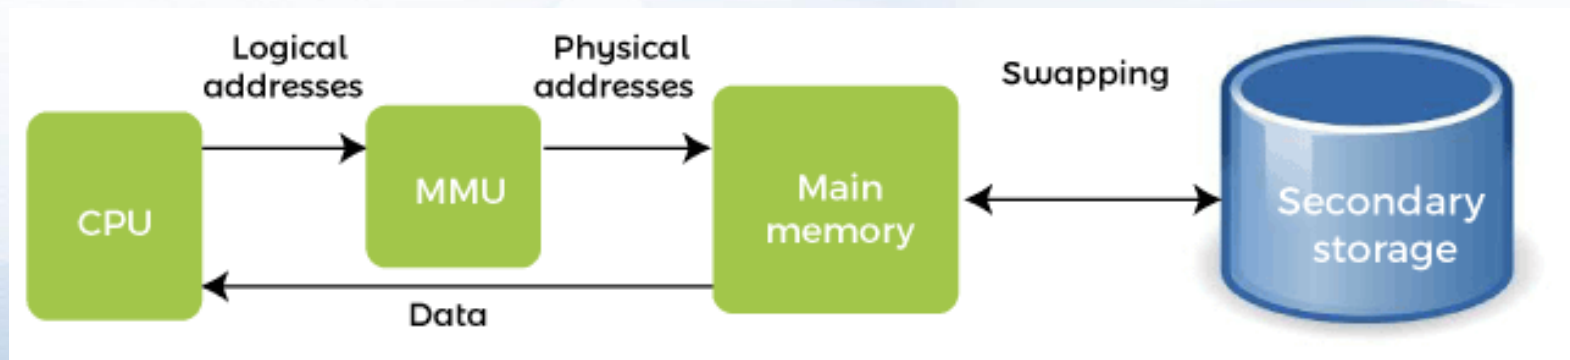 Logical
addresses
Physical
addresses
Swapping
CPU
MMU
Main
memory
Secondary
storage
Data